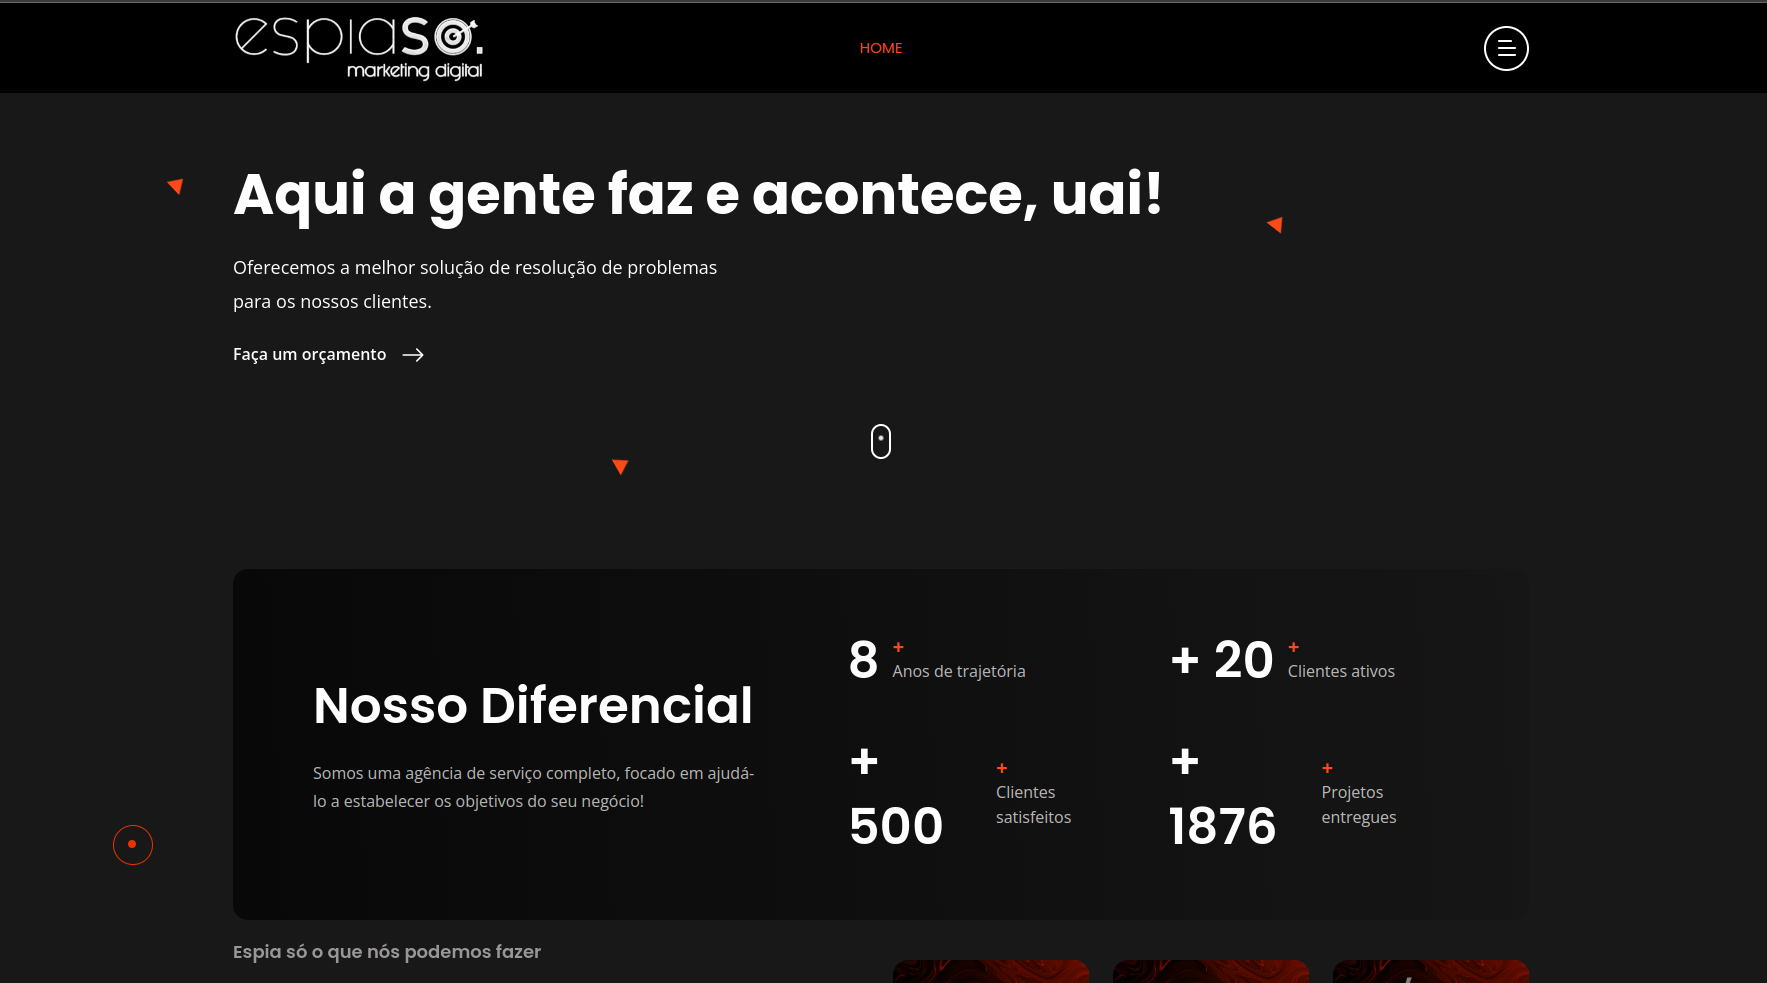 espiaSO.
marketing digital
HOME
Aqui a gente faz e acontece, uai!
Oferecemos a melhor solução de resolução de problemas
para os nossos clientes.
Faça um orçamento
Nosso Diferencial
Somos uma agência de serviço completo, focado em ajudá-
lo a estabelecer os objetivos do seu negócio!
8 +
Anos de trajetória
+ 20 +
Clientes ativos
+
500
+
Clientes
satisfeitos
+
1876
+
Projetos
entregues
Espia só o que nós podemos fazer